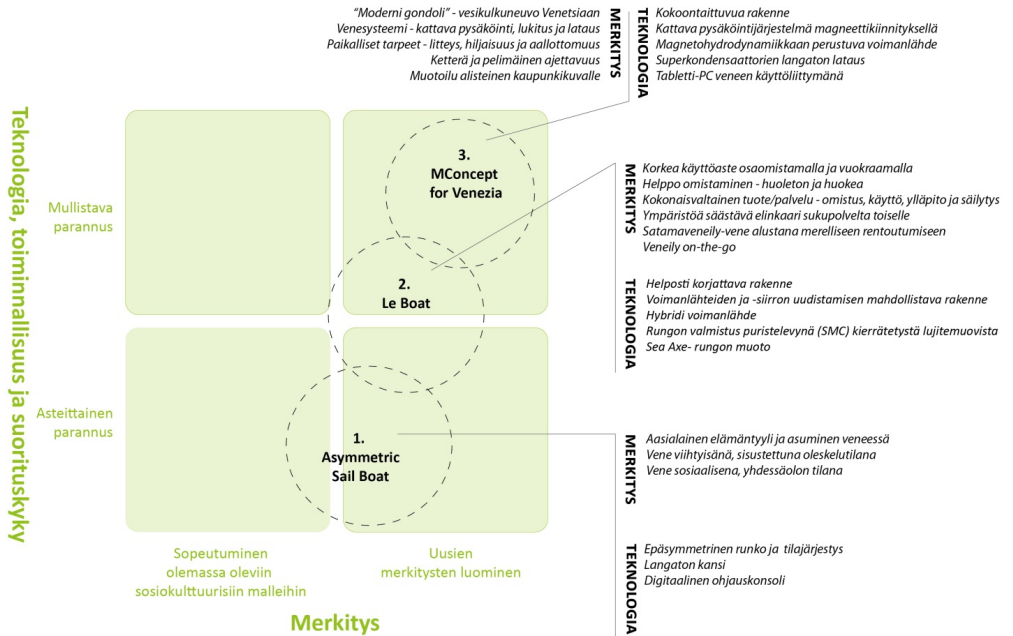 “Moderni gondoli” - vesikulkuneuvo Venetsiaan
Venesysteemi - kattava pysäköinti, lukitus ja lataus
Paikalliset tarpeet - litteys, hiljaisuus ja aallottomuus
Ketterä ja pelimäinen ajettavuus
Muotoilu alisteinen kaupunkikuvalle
MERKITYS
TEKNOLOGIA
Kokoontaittuvua rakenne
Kattava pysäköintijärjestelmä magneettikiinnityksellä
Magnetohydrodynamiikkaan perustuva voimanlähde
Superkondensaattorien langaton lataus
Tabletti-PC veneen käyttöliittymänä
Teknologia, toiminnallisuus ja suorituskyky
Mullistava
parannus
Asteittainen
parannus
3.
MConcept
for Venezia
2.
Le Boat
1.
Asymmetric
Sail Boat
MERKITYS
Korkea käyttöaste osaomistamalla ja vuokraamalla
Helppo omistaminen - huoleton ja huokea
Kokonaisvaltainen tuote/palvelu - omistus, käyttö, ylläpito ja säilytys
Ympäristöä säästävä elinkaari sukupolvelta toiselle
Satamaveneily-vene alustana merelliseen rentoutumiseen
Veneily on-the-go
TEKNOLOGIA
Helposti korjattava rakenne
Voimanlähteiden ja -siirron uudistamisen mahdollistava rakenne
Hybridi voimanlähde
Rungon valmistus puristelevynä (SMC) kierrätetystä lujitemuovista
Sea Axe- rungon muoto
MERKITYS
Aasialainen elämäntyyli ja asuminen veneessä
Vene viihtyisänä, sisustettuna oleskelutilana
Vene sosiaalisena, yhdessäolon tilana
TEKNOLOGIA
Epäsymmetrinen runko ja tilajärjestys
Langaton kansi
Digitaalinen ohjauskonsoli
Sopeutuminen
olemassa oleviin
sosiokulttuurisiin malleihin
Uusien
merkitysten luominen
Merkitys